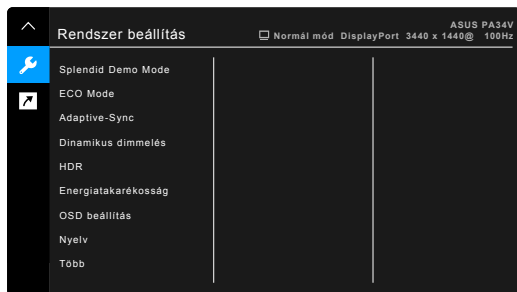 Rendszer beállítás
ASUS PA34V
Normál mód DisplayPort 3440 x 1440@ 100Hz
Splendid Demo Mode
ECO Mode
Adaptive-Sync
Dinamikus dimmelés
HDR
Energiatakarékosság
OSD beállítás
Nyelv
Több